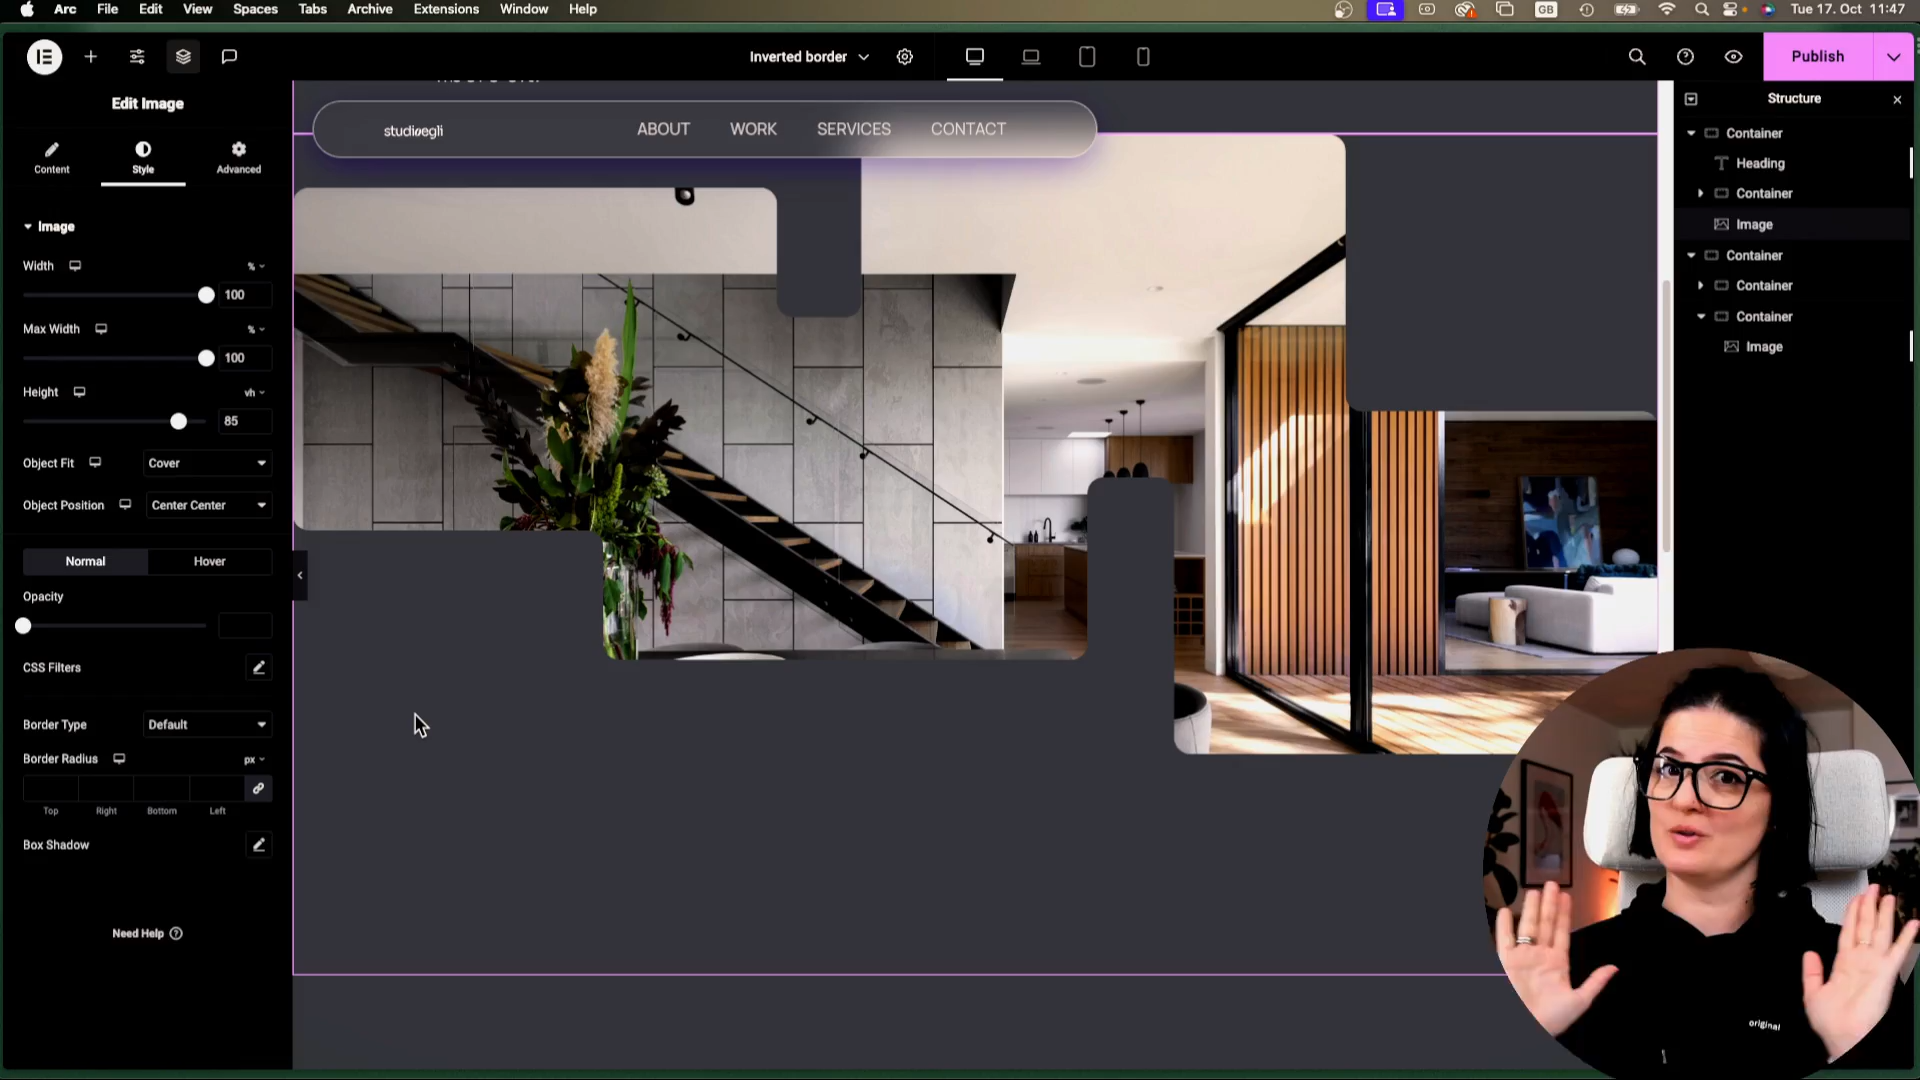 Arc File Edit View Spaces Tabs Archive Extensions Window Help
GB
Tue 17. Oct 11:47
Inverted border
Publish
Edit Image
Structure
studioegli
ABOUT WORK SERVICES CONTACT
Content Style Advanced
Image
Width %
100
Max Width %
100
Height vh
85
Object Fit Cover
Object Position Center Center
Normal Hover
Opacity
CSS Filters
Border Type Default
Border Radius px
Top Right Bottom Left
Box Shadow
Need Help
Container
Heading
Container
Image
Container
Container
Container
Image
original